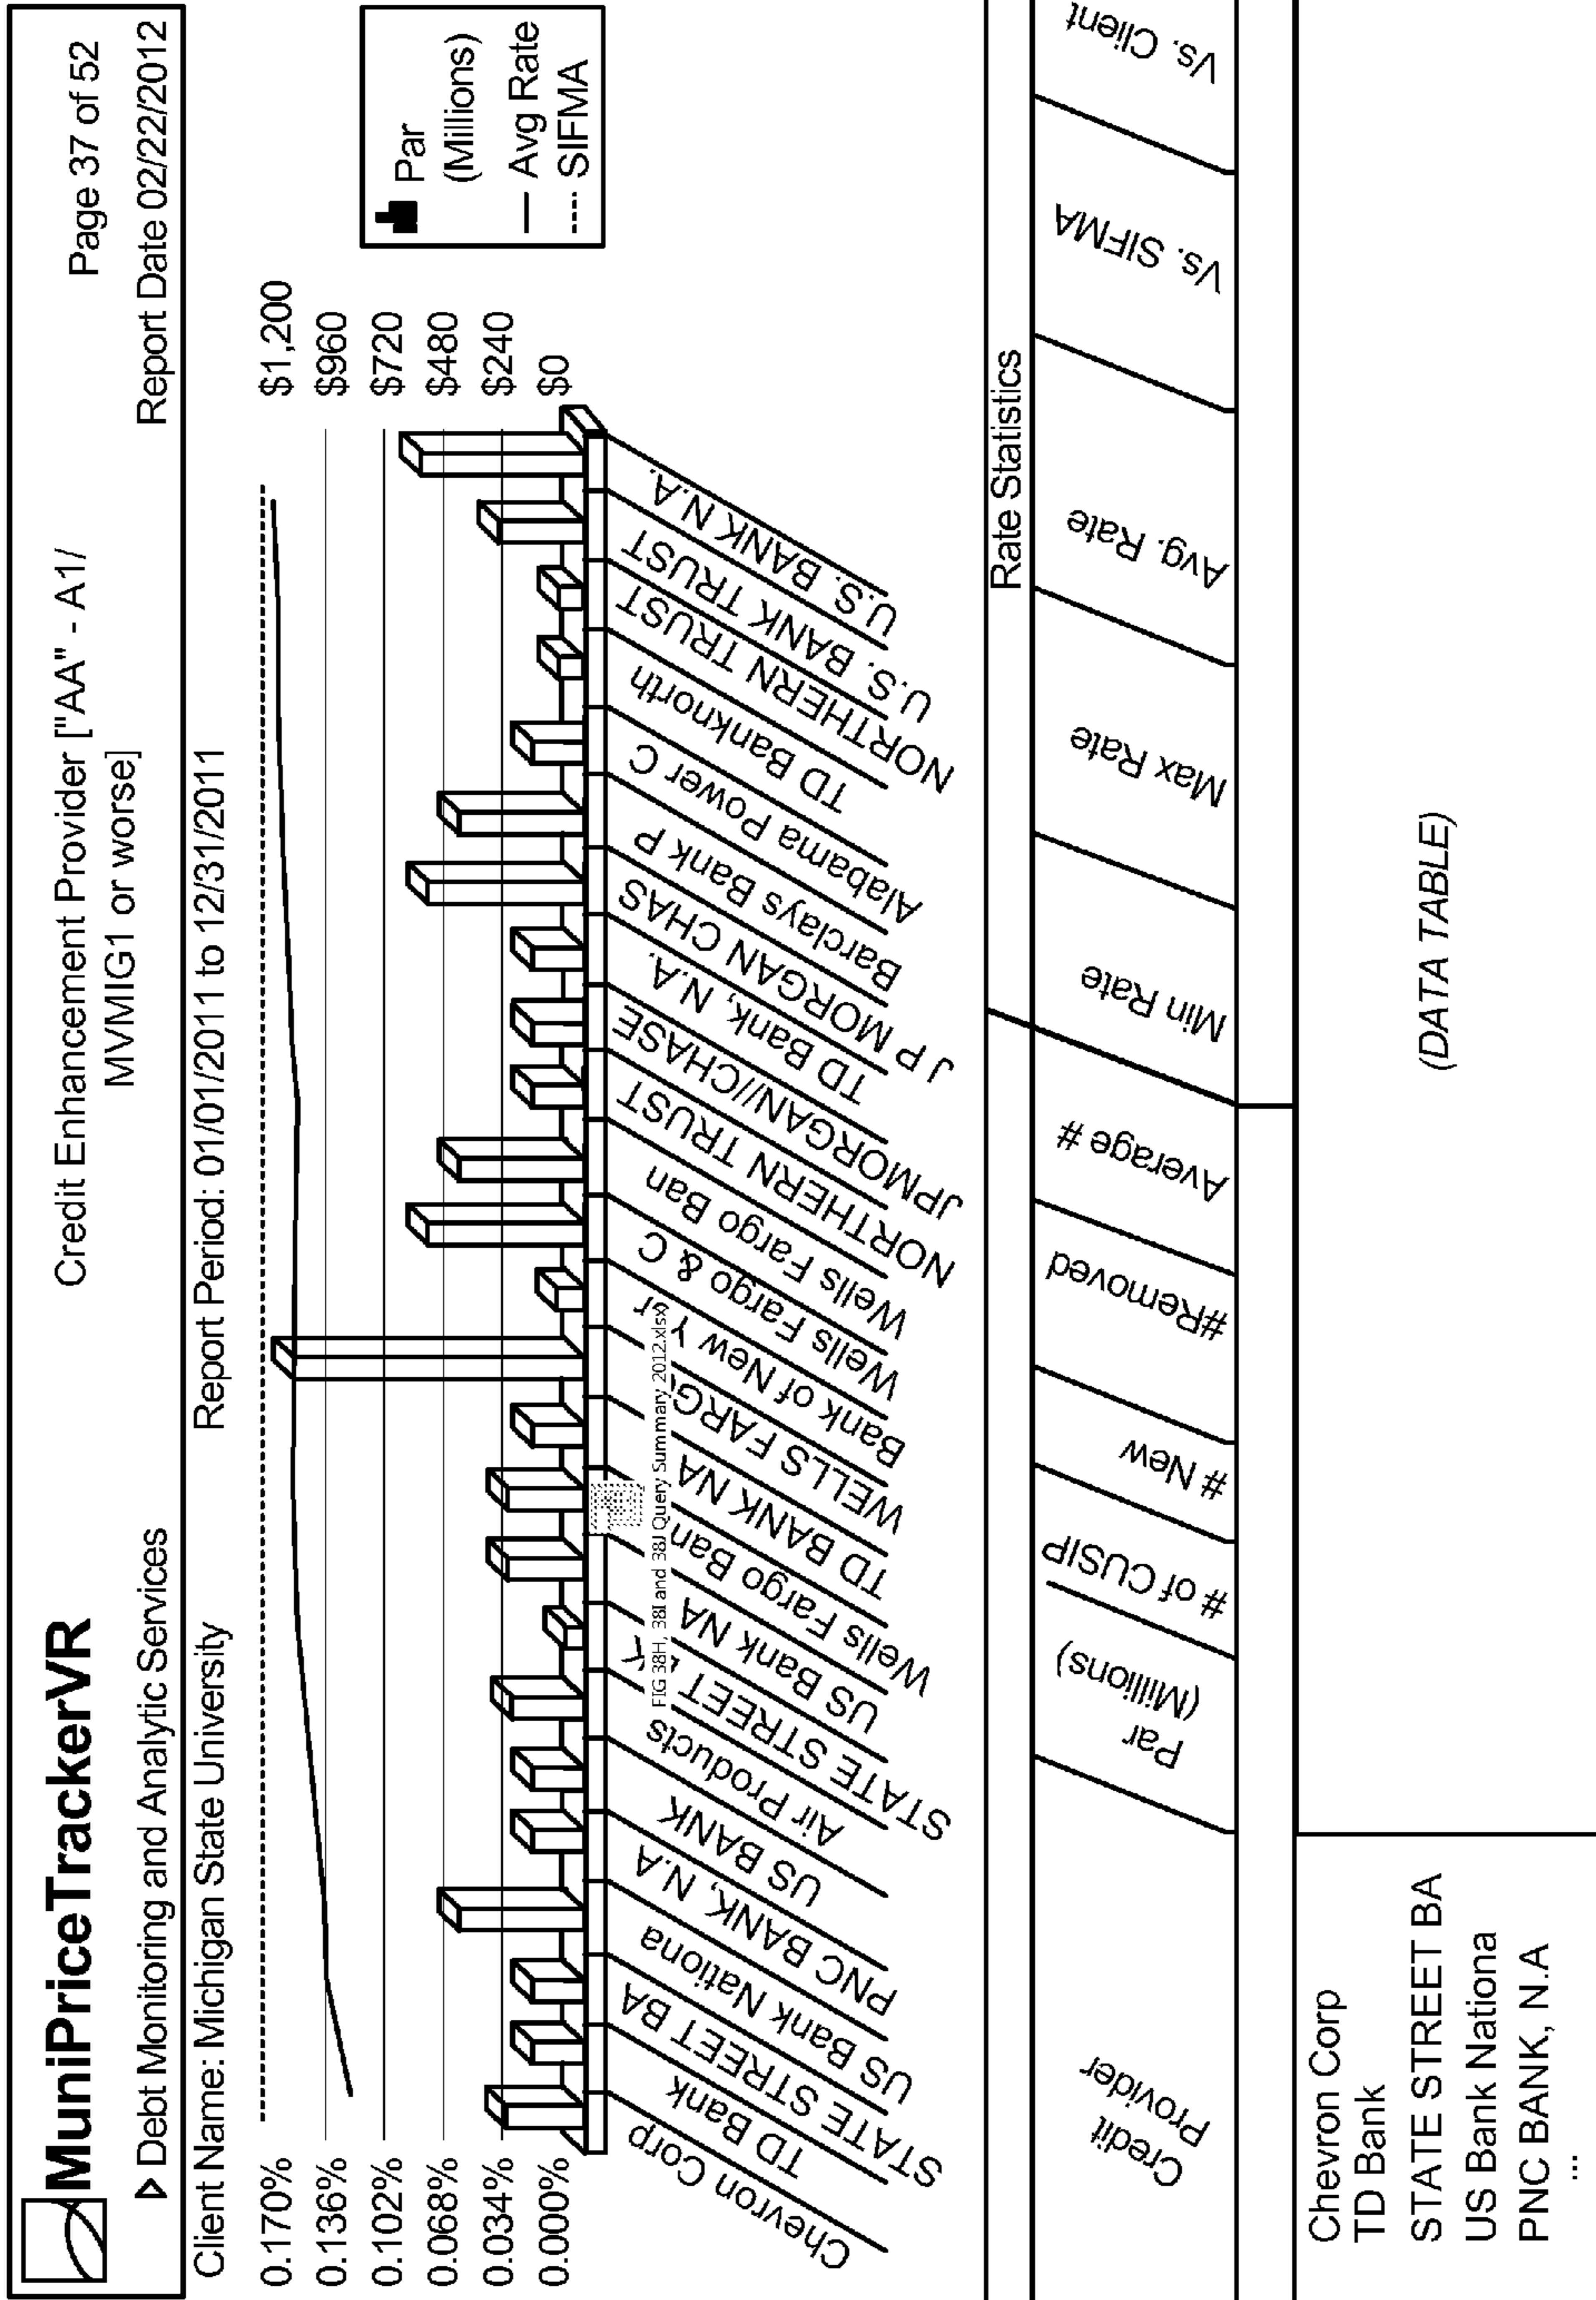 MuniPriceTrackerVR
Credit Enhancement Provider ["AA" - A1/
MVMIG1 or worse]
Page 37 of 52
Debt Monitoring and Analytic Services
Report Date 02/22/2012
Client Name: Michigan State University
Report Period: 01/01/2011 to 12/31/2011
0.170%
0.136%
0.102%
0.068%
0.034%
0.000%
$1,200
$960
$720
$480
$240
$0
Par
(Millions)
Avg Rate
SIFMA
Chevron Corp
TD Bank
STATE STREET BA
US Bank Nationa
PNC BANK, N.A
US BANK
Air Products
STATE STREET
US Bank NA
Wells Fargo Ban
TD BANK NA
WELLS FARG
Bank of New Y
Wells Fargo & C
Wells Fargo Ban
NORTHERN TRUST
JPMORGAN//CHASE
TD Bank, N.A.
J P MORGAN CHAS
Barclays Bank P
Alabama Power C
TD Banknorth
NORTHERN TRUST
U.S. BANK TRUST
U.S. BANK N.A.
FIG 38H, 38I and 38J Query Summary 2012.xlsx
Rate Statistics
Credit
Provider
Par
(Millions)
# of CUSIP
# New
#Removed
Average #
Min Rate
Max Rate
Avg. Rate
Vs. SIFMA
Vs. Client
Chevron Corp
TD Bank
STATE STREET BA
US Bank Nationa
PNC BANK, N.A
...
(DATA TABLE)